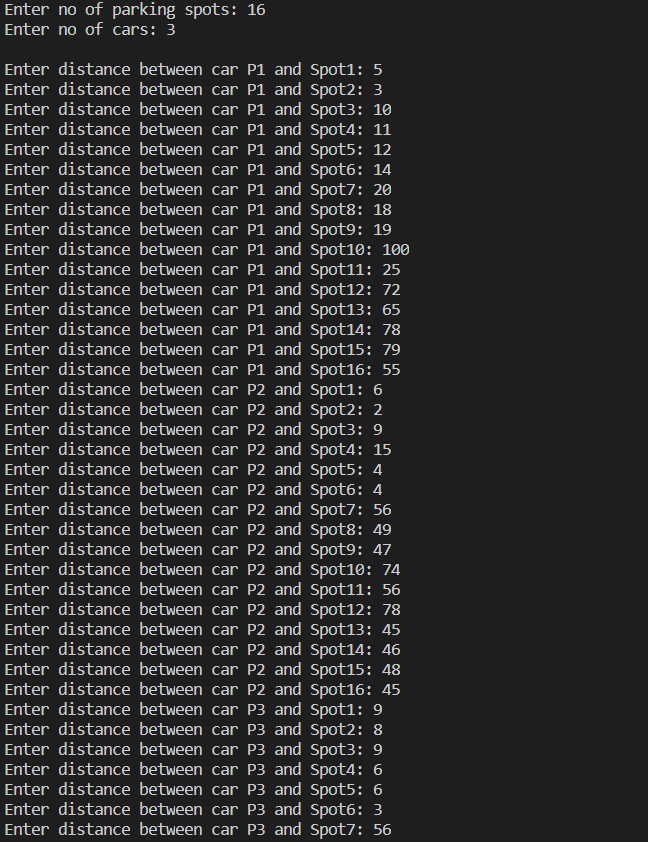 Enter no of parking spots: 16
Enter no of cars: 3
Enter distance between car P1 and Spot1: 5
Enter distance between car P1 and Spot2: 3
Enter distance between car P1 and Spot3: 10
Enter distance between car P1 and Spot4: 11
Enter distance between car P1 and Spot5: 12
Enter distance between car P1 and Spot6: 14
Enter distance between car P1 and Spot7: 20
Enter distance between car P1 and Spot8: 18
Enter distance between car P1 and Spot9: 19
Enter distance between car P1 and Spot10: 100
Enter distance between car P1 and Spot11: 25
Enter distance between car P1 and Spot12: 72
Enter distance between car P1 and Spot13: 65
Enter distance between car P1 and Spot14: 78
Enter distance between car P1 and Spot15: 79
Enter distance between car P1 and Spot16: 55
Enter distance between car P2 and Spot1: 6
Enter distance between car P2 and Spot2: 2
Enter distance between car P2 and Spot3: 9
Enter distance between car P2 and Spot4: 15
Enter distance between car P2 and Spot5: 4
Enter distance between car P2 and Spot6: 4
Enter distance between car P2 and Spot7: 56
Enter distance between car P2 and Spot8: 49
Enter distance between car P2 and Spot9: 47
Enter distance between car P2 and Spot10: 74
Enter distance between car P2 and Spot11: 56
Enter distance between car P2 and Spot12: 78
Enter distance between car P2 and Spot13: 45
Enter distance between car P2 and Spot14: 46
Enter distance between car P2 and Spot15: 48
Enter distance between car P2 and Spot16: 45
Enter distance between car P3 and Spot1: 9
Enter distance between car P3 and Spot2: 8
Enter distance between car P3 and Spot3: 9
Enter distance between car P3 and Spot4: 6
Enter distance between car P3 and Spot5: 6
Enter distance between car P3 and Spot6: 3
Enter distance between car P3 and Spot7: 56